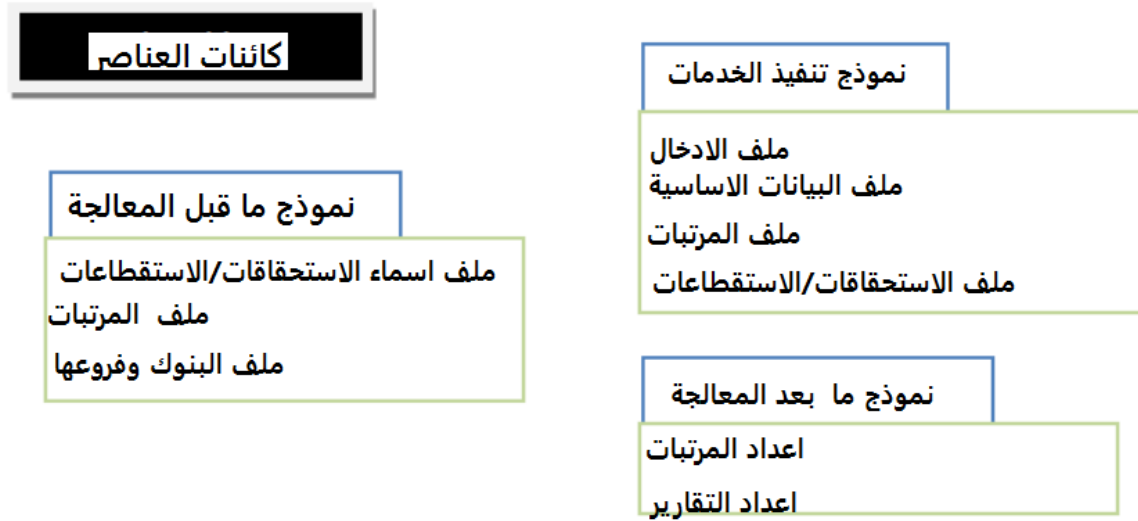 كائنات العناصر
نموذج تنفيذ الخدمات
ملف الادخال
ملف البيانات الاساسية
ملف المرتبات
ملف الاستحقاقات/الاستقطاعات
نموذج ما قبل المعالجة
ملف اسماء الاستحقاقات/الاستقطاعات
ملف المرتبات
ملف البنوك وفروعها
نموذج ما بعد المعالجة
اعداد المرتبات
اعداد التقارير